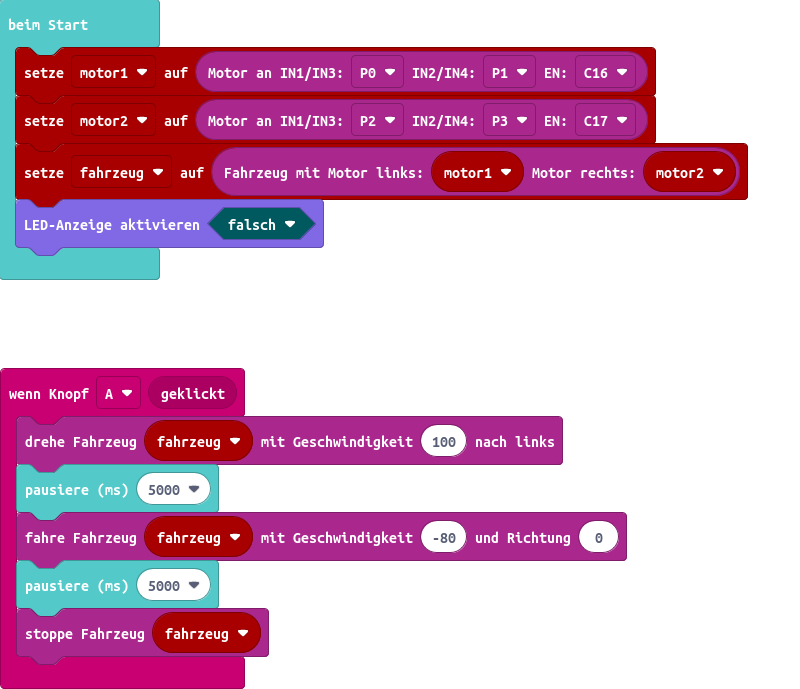 beim Start
setze motor1 auf Motor an IN1/IN3: P0 IN2/IN4: P1 EN: C16
setze motor2 auf Motor an IN1/IN3: P2 IN2/IN4: P3 EN: C17
setze fahrzeug auf Fahrzeug mit Motor links: motor1 Motor rechts: motor2
LED-Anzeige aktivieren falsch
wenn Knopf A geklickt
drehe Fahrzeug fahrzeug mit Geschwindigkeit 100 nach links
pausiere (ms) 5000
fahre Fahrzeug fahrzeug mit Geschwindigkeit -80 und Richtung 0
pausiere (ms) 5000
stoppe Fahrzeug fahrzeug